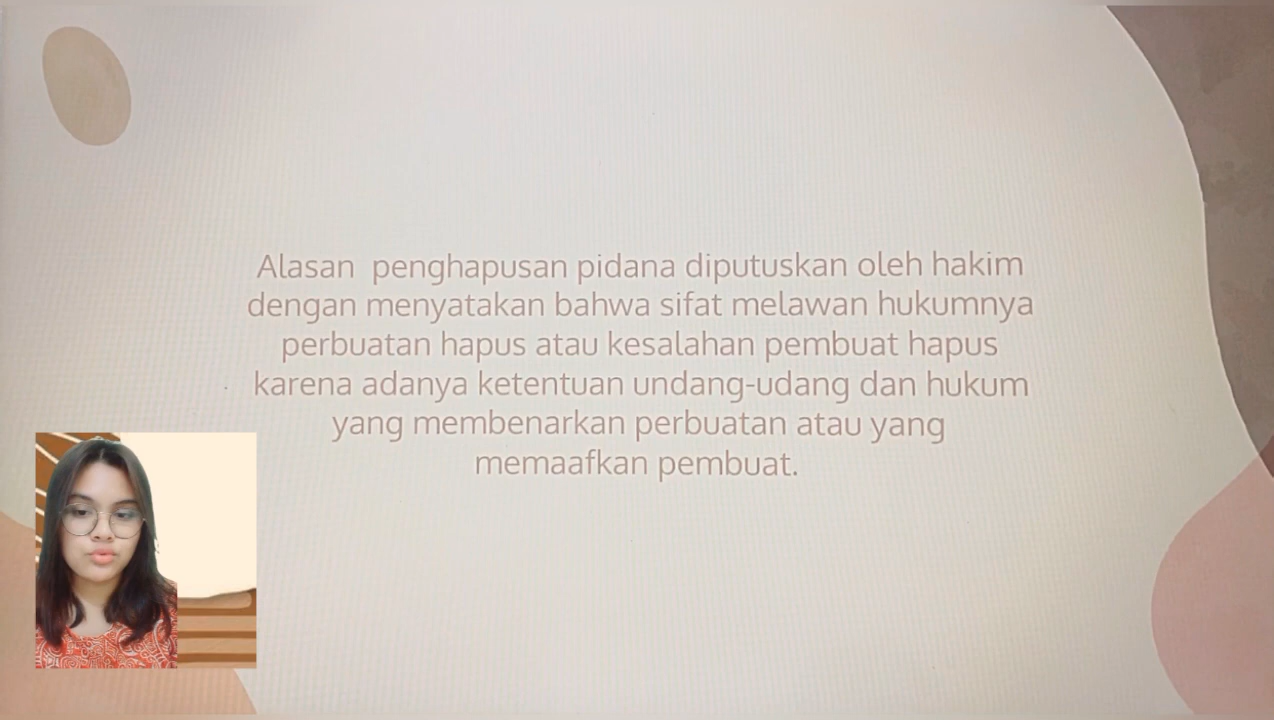 Alasan penghapusan pidana diputuskan oleh hakim
dengan menyatakan bahwa sifat melawan hukumnya
perbuatan hapus atau kesalahan pembuat hapus
karena adanya ketentuan undang-udang dan hukum
yang membenarkan perbuatan atau yang
memaafkan pembuat.